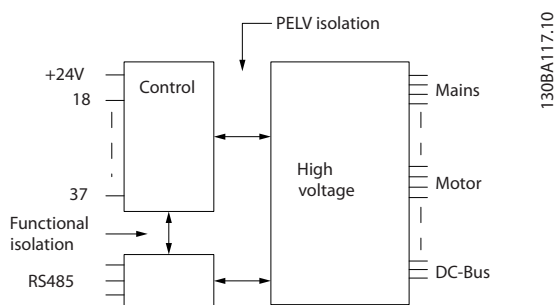 PELV isolation
130BA117.10
+24V
Control
18
Mains
High
voltage
37
Motor
Functional
isolation
RS485
DC-Bus